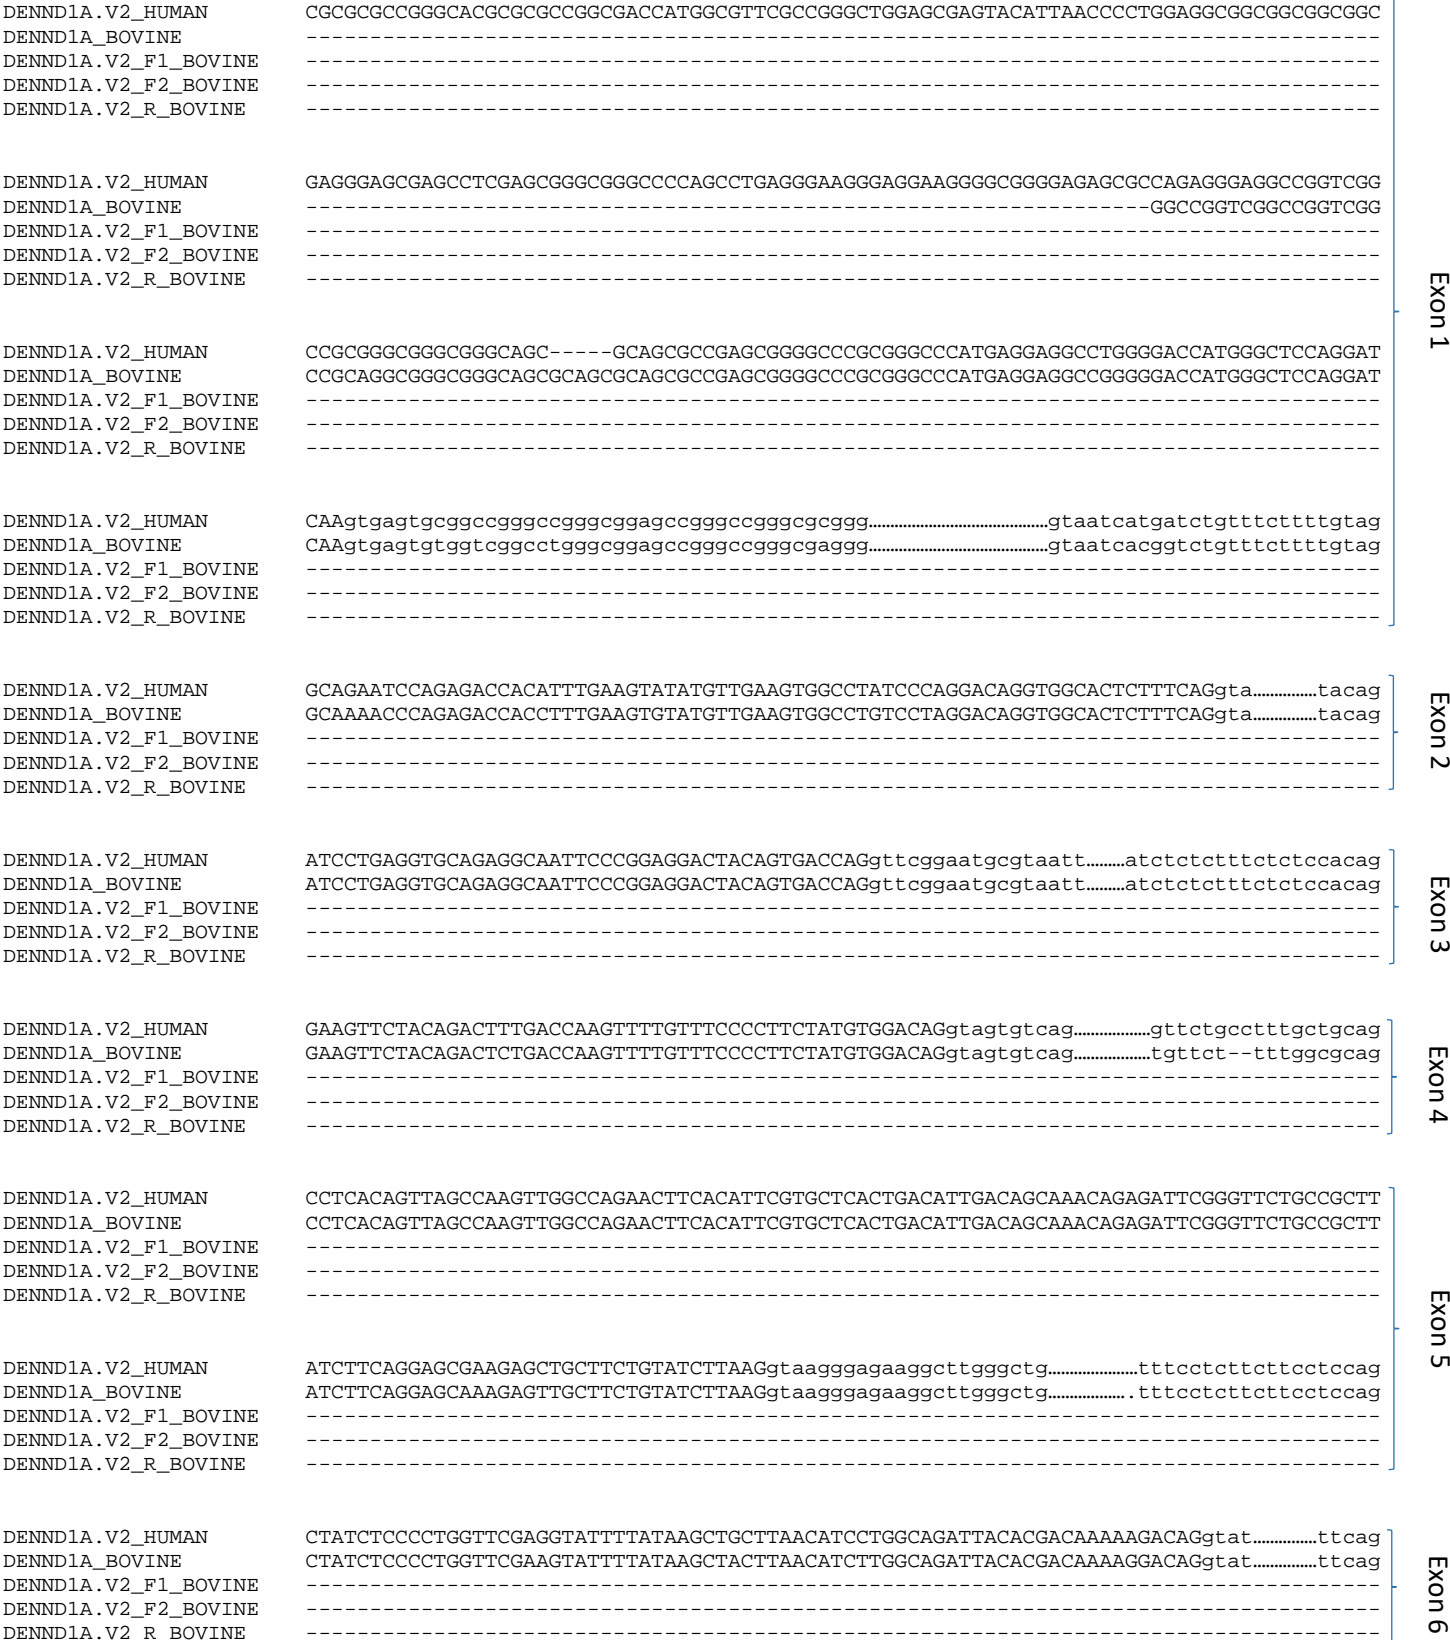 DENND1A.V2_HUMAN CGCGCGCCGGGCACGCGCGCCGGCGACCATGGCGTTCGCCGGGCTGGAGCGAGTACATTAACCCCTGGAGGCGGCGGCGGCGGC
DENND1A_BOVINE ------------------------------------------------------------------------------------
DENND1A.V2_F1_BOVINE ------------------------------------------------------------------------------------
DENND1A.V2_F2_BOVINE ------------------------------------------------------------------------------------
DENND1A.V2_R_BOVINE ------------------------------------------------------------------------------------
DENND1A.V2_HUMAN GAGGGAGCGAGCCTCGAGCGGGCGGGCCCCAGCCTGAGGGAAGGGAGGAAGGGGCGGGGAGAGCGCCAGAGGGAGGCCGGTCGG
DENND1A_BOVINE ------------------------------------------------------------------GGCCGGTCGGCCGGTCGG
DENND1A.V2_F1_BOVINE ------------------------------------------------------------------------------------
DENND1A.V2_F2_BOVINE ------------------------------------------------------------------------------------
DENND1A.V2_R_BOVINE ------------------------------------------------------------------------------------
DENND1A.V2_HUMAN CCGCGGGCGGGCGGGCAGC-----GCAGCGCCGAGCGGGGCCCGCGGGCCCATGAGGAGGCCTGGGGACCATGGGCTCCAGGAT
DENND1A_BOVINE CCGCAGGCGGGCGGGCAGCGCAGCGCAGCGCCGAGCGGGGCCCGCGGGCCCATGAGGAGGCCGGGGGACCATGGGCTCCAGGAT
DENND1A.V2_F1_BOVINE ------------------------------------------------------------------------------------
DENND1A.V2_F2_BOVINE ------------------------------------------------------------------------------------
DENND1A.V2_R_BOVINE ------------------------------------------------------------------------------------
DENND1A.V2_HUMAN CAAgtgagtgcggccgggccgggcggagccgggccgggcgcggg……………………………………gtaatcatgatctgtttcttttgtag
DENND1A_BOVINE CAAgtgagtgtggtcggcctgggcggagccgggccgggcgaggg……………………………………gtaatcacggtctgtttcttttgtag
DENND1A.V2_F1_BOVINE ------------------------------------------------------------------------------------
DENND1A.V2_F2_BOVINE ------------------------------------------------------------------------------------
DENND1A.V2_R_BOVINE ------------------------------------------------------------------------------------
Exon 1
DENND1A.V2_HUMAN GCAGAATCCAGAGACCACATTTGAAGTATATGTTGAAGTGGCCTATCCCAGGACAGGTGGCACTCTTTCAGgta……………tacag
DENND1A_BOVINE GCAAAACCCAGAGACCACCTTTGAAGTGTATGTTGAAGTGGCCTGTCCTAGGACAGGTGGCACTCTTTCAGgta……………tacag
DENND1A.V2_F1_BOVINE ------------------------------------------------------------------------------------
DENND1A.V2_F2_BOVINE ------------------------------------------------------------------------------------
DENND1A.V2_R_BOVINE ------------------------------------------------------------------------------------
Exon 2
DENND1A.V2_HUMAN ATCCTGAGGTGCAGAGGCAATTCCCGGAGGACTACAGTGACCAGgttcggaatgcgtaatt………atctctctttctctccacag
DENND1A_BOVINE ATCCTGAGGTGCAGAGGCAATTCCCGGAGGACTACAGTGACCAGgttcggaatgcgtaatt………atctctctttctctccacag
DENND1A.V2_F1_BOVINE ------------------------------------------------------------------------------------
DENND1A.V2_F2_BOVINE ------------------------------------------------------------------------------------
DENND1A.V2_R_BOVINE ------------------------------------------------------------------------------------
Exon 3
DENND1A.V2_HUMAN GAAGTTCTACAGACTTTGACCAAGTTTTGTTTCCCCTTCTATGTGGACAGgtagtgtcag………………gttctgcctttgctgcag
DENND1A_BOVINE GAAGTTCTACAGACTCTGACCAAGTTTTGTTTCCCCTTCTATGTGGACAGgtagtgtcag………………tgttct--tttggcgcag
DENND1A.V2_F1_BOVINE ------------------------------------------------------------------------------------
DENND1A.V2_F2_BOVINE ------------------------------------------------------------------------------------
DENND1A.V2_R_BOVINE ------------------------------------------------------------------------------------
Exon 4
DENND1A.V2_HUMAN CCTCACAGTTAGCCAAGTTGGCCAGAACTTCACATTCGTGCTCACTGACATTGACAGCAAACAGAGATTCGGGTTCTGCCGCTT
DENND1A_BOVINE CCTCACAGTTAGCCAAGTTGGCCAGAACTTCACATTCGTGCTCACTGACATTGACAGCAAACAGAGATTCGGGTTCTGCCGCTT
DENND1A.V2_F1_BOVINE ------------------------------------------------------------------------------------
DENND1A.V2_F2_BOVINE ------------------------------------------------------------------------------------
DENND1A.V2_R_BOVINE ------------------------------------------------------------------------------------
DENND1A.V2_HUMAN ATCTTCAGGAGCGAAGAGCTGCTTCTGTATCTTAAGgtaagggagaaggcttgggctg…………………tttcctcttcttcctccag
DENND1A_BOVINE ATCTTCAGGAGCAAAGAGTTGCTTCTGTATCTTAAGgtaagggagaaggcttgggctg……………….tttcctcttcttcctccag
DENND1A.V2_F1_BOVINE ------------------------------------------------------------------------------------
DENND1A.V2_F2_BOVINE ------------------------------------------------------------------------------------
DENND1A.V2_R_BOVINE ------------------------------------------------------------------------------------
Exon 5
DENND1A.V2_HUMAN CTATCTCCCCTGGTTCGAGGTATTTTATAAGCTGCTTAACATCCTGGCAGATTACACGACAAAAAGACAGgtat……………ttcag
DENND1A_BOVINE CTATCTCCCCTGGTTCGAAGTATTTTATAAGCTACTTAACATCTTGGCAGATTACACGACAAAAGGACAGgtat……………ttcag
DENND1A.V2_F1_BOVINE ------------------------------------------------------------------------------------
DENND1A.V2_F2_BOVINE ------------------------------------------------------------------------------------
DENND1A.V2_R_BOVINE ------------------------------------------------------------------------------------
Exon 6